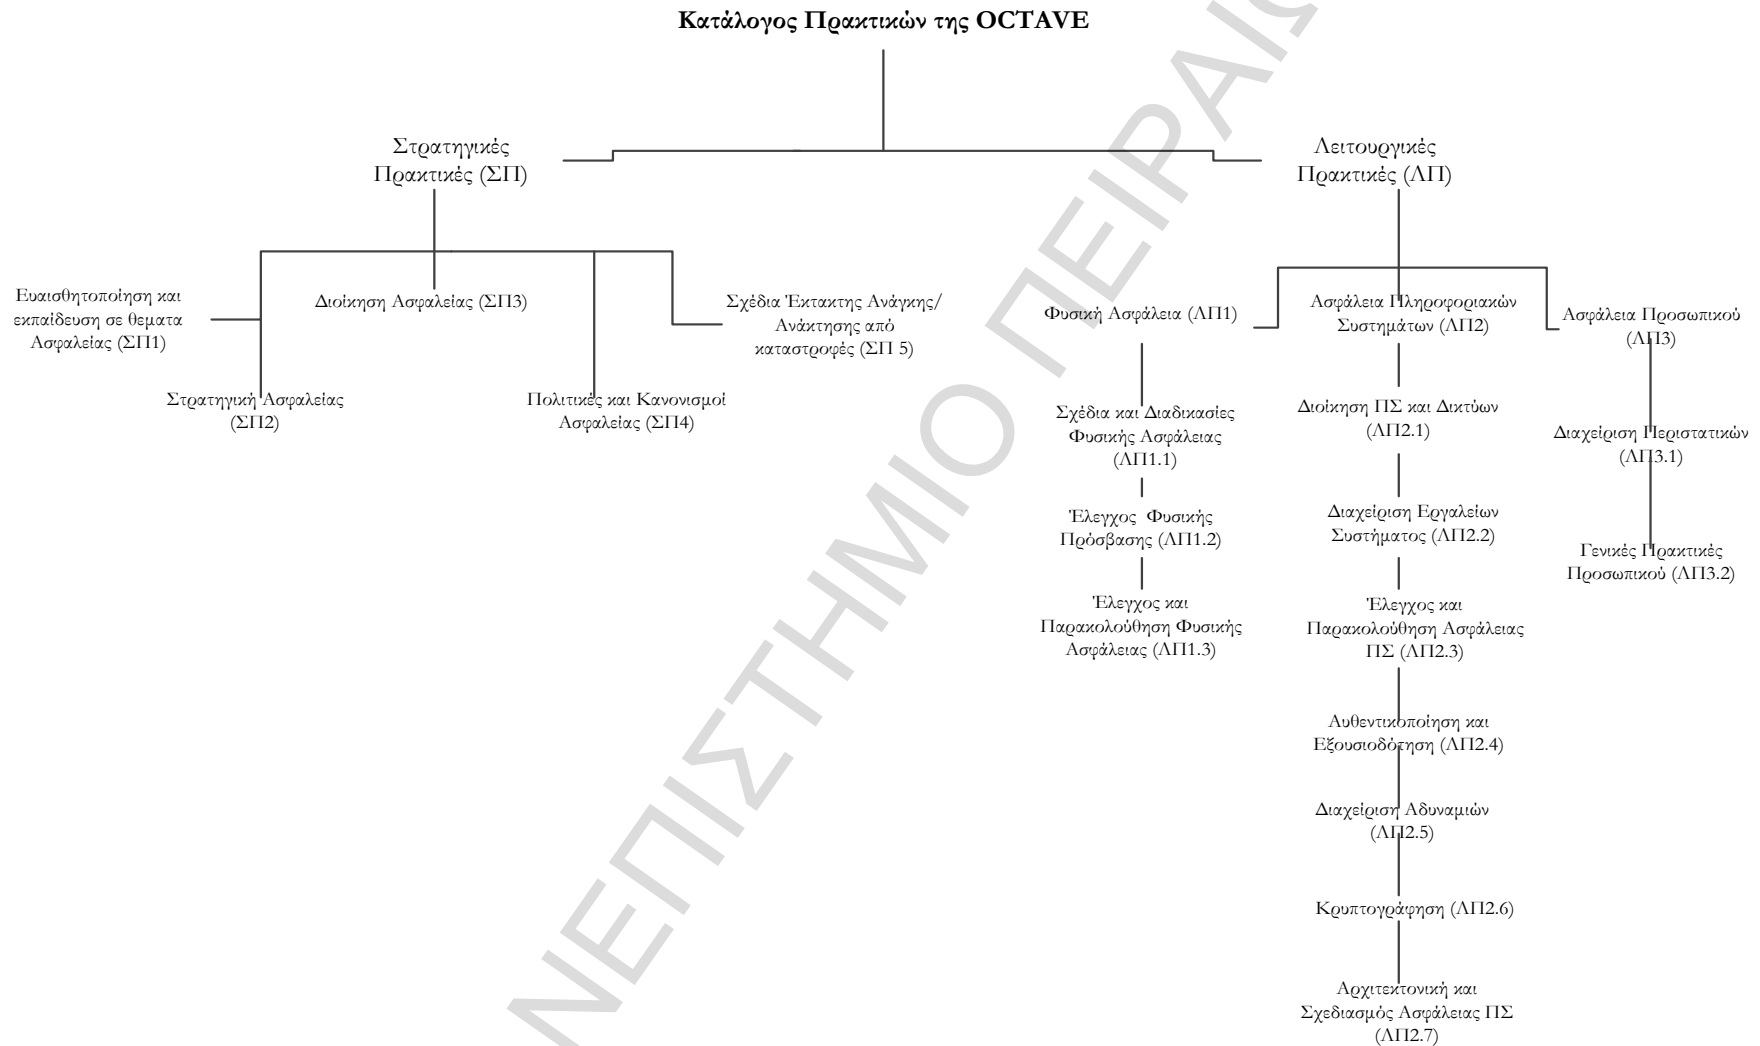 Κατάλογος Πρακτικών της OCTAVE
Στρατηγικές
Πρακτικές (ΣΠ)
Λειτουργικές
Πρακτικές (ΛΠ)
Ευαισθητοποίηση και
εκπαίδευση σε θεματα
Ασφαλείας (ΣΠ1)
Στρατηγική Ασφαλείας
(ΣΠ2)
Διοίκηση Ασφαλείας (ΣΠ3)
Πολιτικές και Κανονισμοί
Ασφαλείας (ΣΠ4)
Σχέδια Έκτακτης Ανάγκης/
Ανάκτησης από
καταστροφές (ΣΠ 5)
Φυσική Ασφάλεια (ΛΠ1)
Σχέδια και Διαδικασίες
Φυσικής Ασφάλειας
(ΛΠ1.1)
Έλεγχος Φυσικής
Πρόσβασης (ΛΠ1.2)
Έλεγχος και
Παρακολούθηση Φυσικής
Ασφάλειας (ΛΠ1.3)
Ασφάλεια Πληροφοριακών
Συστημάτων (ΛΠ2)
Διοίκηση ΠΣ και Δικτύων
(ΛΠ2.1)
Διαχείριση Εργαλείων
Συστήματος (ΛΠ2.2)
Έλεγχος και
Παρακολούθηση Ασφάλειας
ΠΣ (ΛΠ2.3)
Αυθεντικοποίηση και
Εξουσιοδότηση (ΛΠ2.4)
Διαχείριση Αδυναμιών
(ΛΠ2.5)
Κρυπτογράφηση (ΛΠ2.6)
Αρχιτεκτονική και
Σχεδιασμός Ασφάλειας ΠΣ
(ΛΠ2.7)
Ασφάλεια Προσωπικού
(ΛΠ3)
Διαχείριση Περιστατικών
(ΛΠ3.1)
Γενικές Πρακτικές
Προσωπικού (ΛΠ3.2)
ΝΕΠΙΣΤΗΜΙΟ ΠΕΙΡΑΙΩ